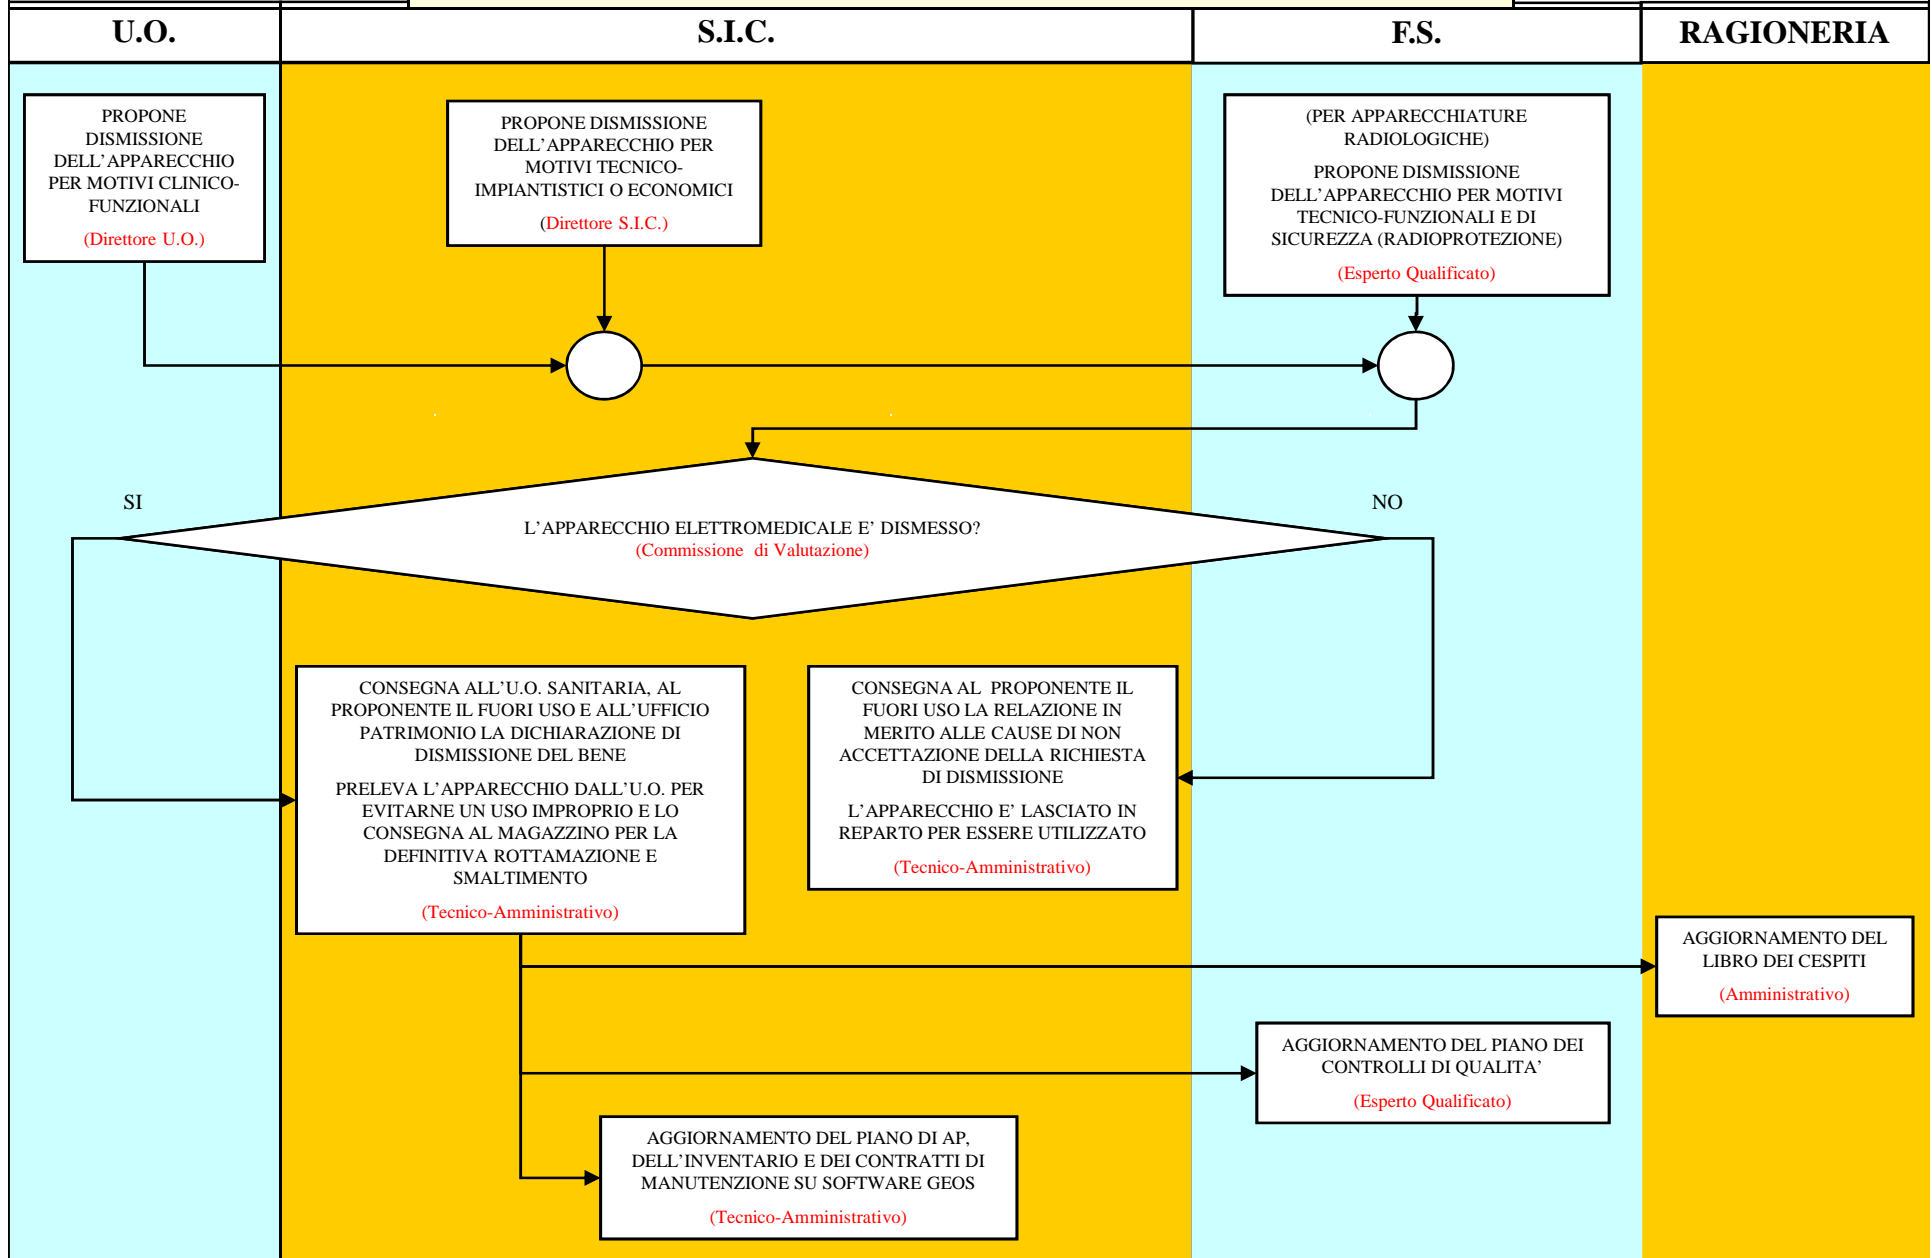 U.O.
S.I.C.
F.S.
RAGIONERIA
PROPONE
DISMISSIONE
DELL'APPARECCHIO
PER MOTIVI CLINICO-
FUNZIONALI
(Direttore U.O.)
PROPONE DISMISSIONE
DELL'APPARECCHIO PER
MOTIVI TECNICO-
IMPIANTISTICI O ECONOMICI
(Direttore S.I.C.)
(PER APPARECCHIATURE
RADIOLOGICHE)
PROPONE DISMISSIONE
DELL'APPARECCHIO PER MOTIVI
TECNICO-FUNZIONALI E DI
SICUREZZA (RADIOPROTEZIONE)
(Esperto Qualificato)
SI
NO
L'APPARECCHIO ELETTROMEDICALE E' DISMESSO?
(Commissione di Valutazione)
CONSEGNA ALL'U.O. SANITARIA, AL
PROPONENTE IL FUORI USO E ALL'UFFICIO
PATRIMONIO LA DICHIARAZIONE DI
DISMISSIONE DEL BENE
PRELEVA L'APPARECCHIO DALL'U.O. PER
EVITARNE UN USO IMPROPRIO E LO
CONSEGNA AL MAGAZZINO PER LA
DEFINITIVA ROTTAMAZIONE E
SMALTIMENTO
(Tecnico-Amministrativo)
CONSEGNA AL PROPONENTE IL
FUORI USO LA RELAZIONE IN
MERITO ALLE CAUSE DI NON
ACCETTAZIONE DELLA RICHIESTA
DI DISMISSIONE
L'APPARECCHIO E' LASCIATO IN
REPARTO PER ESSERE UTILIZZATO
(Tecnico-Amministrativo)
AGGIORNAMENTO DEL
LIBRO DEI CESPITI
(Amministrativo)
AGGIORNAMENTO DEL PIANO DEI
CONTROLLI DI QUALITA'
(Esperto Qualificato)
AGGIORNAMENTO DEL PIANO DI AP,
DELL'INVENTARIO E DEI CONTRATTI DI
MANUTENZIONE SU SOFTWARE GEOS
(Tecnico-Amministrativo)